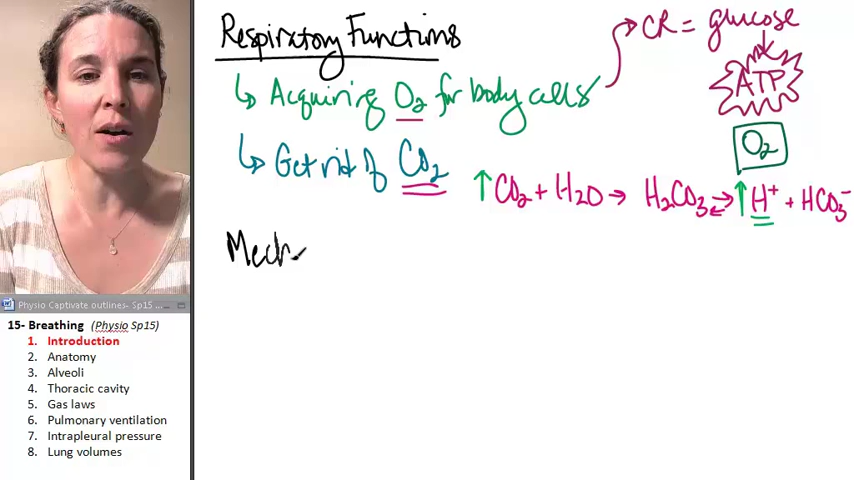 Respiratory Functions
CR = glucose
↳ Acquiring O2 for body cells
ATP
O2
↳ Get rid of CO2
↑CO2 + H2O → H2CO3 ⇄ ↑H+ + HCO3-
Mech
Physio Captivate outlines- Sp15 ...
15- Breathing (Physio Sp15)
1. Introduction
2. Anatomy
3. Alveoli
4. Thoracic cavity
5. Gas laws
6. Pulmonary ventilation
7. Intrapleural pressure
8. Lung volumes